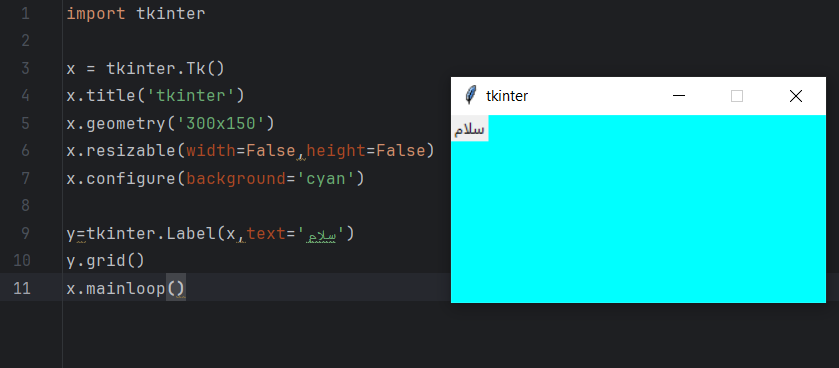 1 import tkinter
2
3 x = tkinter.Tk()
4 x.title('tkinter')
5 x.geometry('300x150')
6 x.resizable(width=False,height=False)
7 x.configure(background='cyan')
8
9 y=tkinter.Label(x,text='سلام')
10 y.grid()
11 x.mainloop()
tkinter
سلام